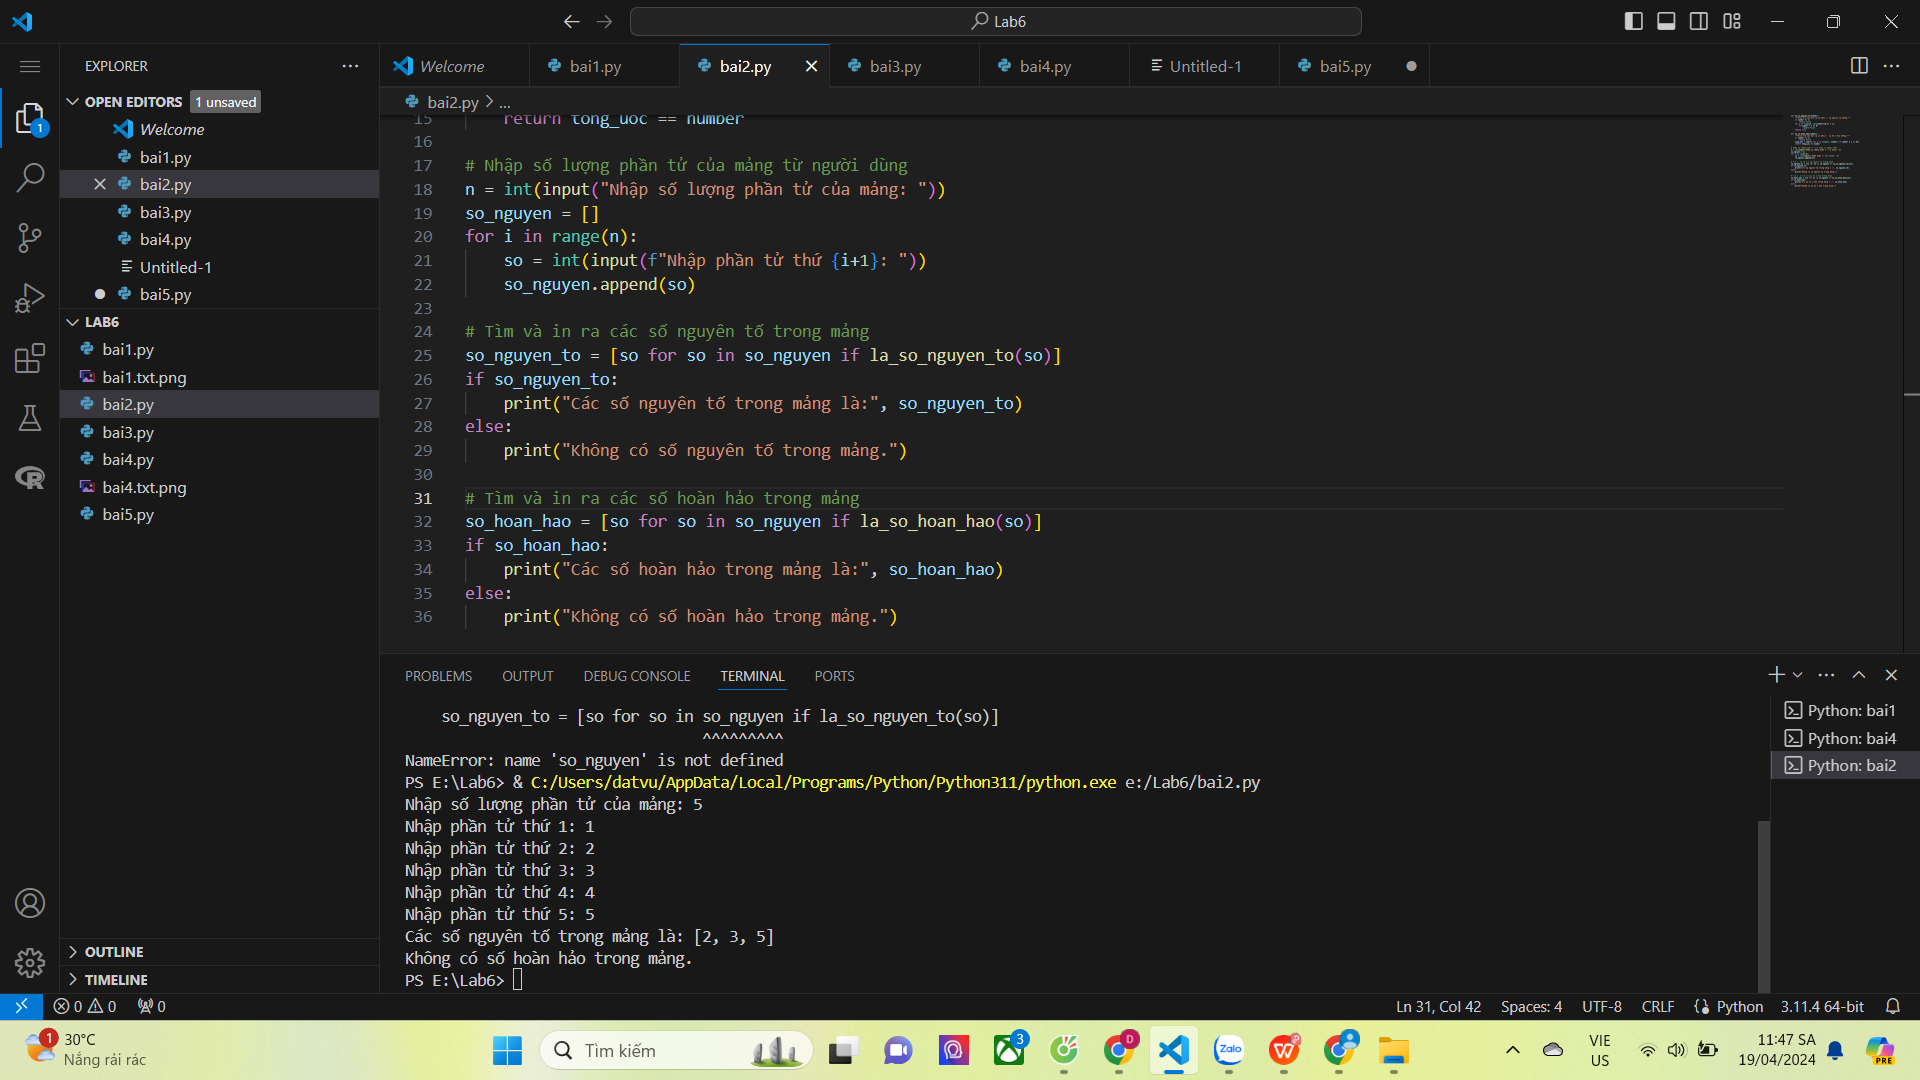 Lab6
EXPLORER
OPEN EDITORS 1 unsaved
Welcome
bai1.py
bai2.py
bai3.py
bai4.py
Untitled-1
bai5.py
LAB6
bai1.py
bai1.txt.png
bai2.py
bai3.py
bai4.py
bai4.txt.png
bai5.py
OUTLINE
TIMELINE
Welcome bai1.py bai2.py bai3.py bai4.py Untitled-1 bai5.py
bai2.py > ...
15 return tong_uoc == number
16
17 # Nhập số lượng phần tử của mảng từ người dùng
18 n = int(input("Nhập số lượng phần tử của mảng: "))
19 so_nguyen = []
20 for i in range(n):
21 so = int(input(f"Nhập phần tử thứ {i+1}: "))
22 so_nguyen.append(so)
23
24 # Tìm và in ra các số nguyên tố trong mảng
25 so_nguyen_to = [so for so in so_nguyen if la_so_nguyen_to(so)]
26 if so_nguyen_to:
27 print("Các số nguyên tố trong mảng là:", so_nguyen_to)
28 else:
29 print("Không có số nguyên tố trong mảng.")
30
31 # Tìm và in ra các số hoàn hảo trong mảng
32 so_hoan_hao = [so for so in so_nguyen if la_so_hoan_hao(so)]
33 if so_hoan_hao:
34 print("Các số hoàn hảo trong mảng là:", so_hoan_hao)
35 else:
36 print("Không có số hoàn hảo trong mảng.")
PROBLEMS OUTPUT DEBUG CONSOLE TERMINAL PORTS
so_nguyen_to = [so for so in so_nguyen if la_so_nguyen_to(so)]
^^^^^^^^^
NameError: name 'so_nguyen' is not defined
PS E:\Lab6> & C:/Users/datvu/AppData/Local/Programs/Python/Python311/python.exe e:/Lab6/bai2.py
Nhập số lượng phần tử của mảng: 5
Nhập phần tử thứ 1: 1
Nhập phần tử thứ 2: 2
Nhập phần tử thứ 3: 3
Nhập phần tử thứ 4: 4
Nhập phần tử thứ 5: 5
Các số nguyên tố trong mảng là: [2, 3, 5]
Không có số hoàn hảo trong mảng.
PS E:\Lab6>
Python: bai1
Python: bai4
Python: bai2
0 0 0 Ln 31, Col 42 Spaces: 4 UTF-8 CRLF Python 3.11.4 64-bit
1 30°C
Nắng rải rác
Tìm kiếm
3
D
Zalo
VIE
US
11:47 SA
19/04/2024
PRE